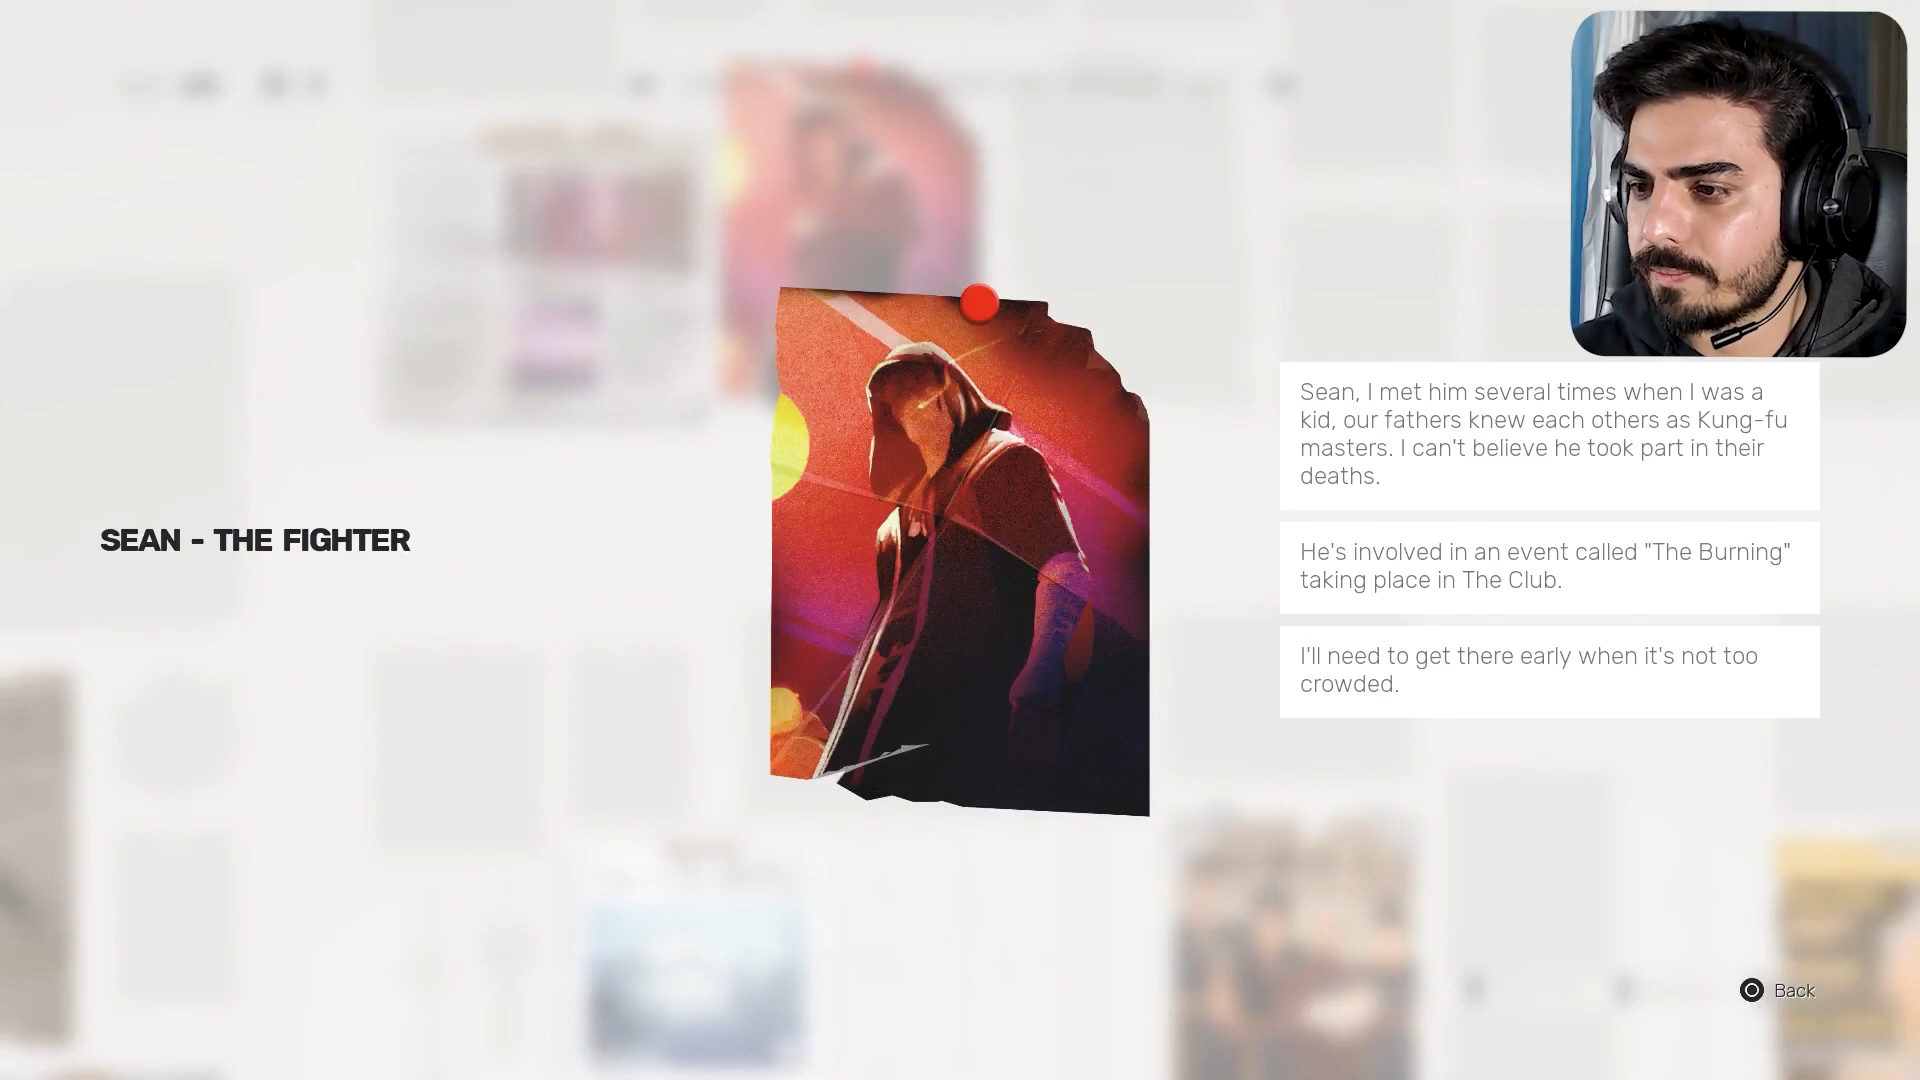 SEAN - THE FIGHTER
Sean, I met him several times when I was a
kid, our fathers knew each others as Kung-fu
masters. I can't believe he took part in their
deaths.
He's involved in an event called "The Burning"
taking place in The Club.
I'll need to get there early when it's not too
crowded.
Back